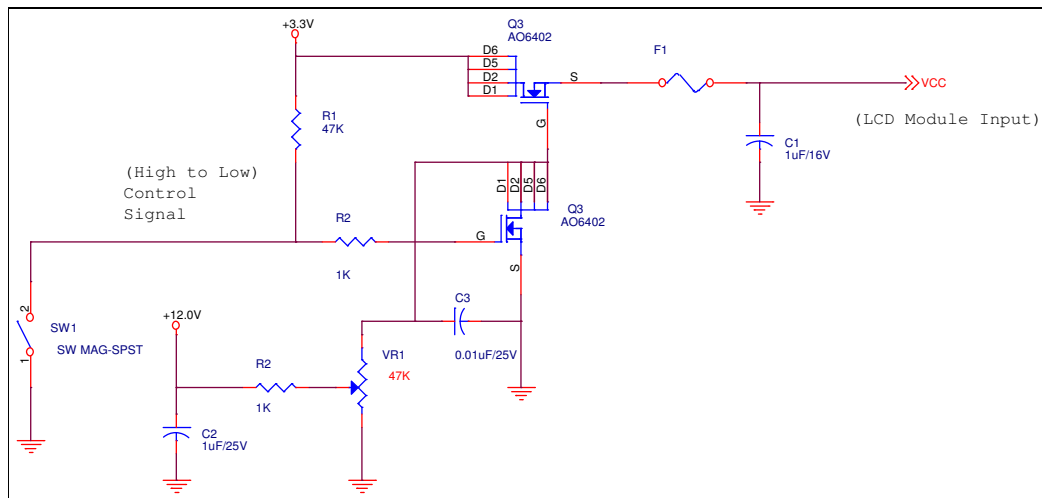 Q3
AO6402
+3.3V
D6
D5
D2
D1
S
G
F1
VCC
(LCD Module Input)
R1
47K
C1
1uF/16V
(High to Low)
Control
Signal
D1
D2
D5
D6
Q3
AO6402
R2
1K
G
S
2
1
SW1
SW MAG-SPST
+12.0V
C3
0.01uF/25V
VR1
47K
R2
1K
C2
1uF/25V